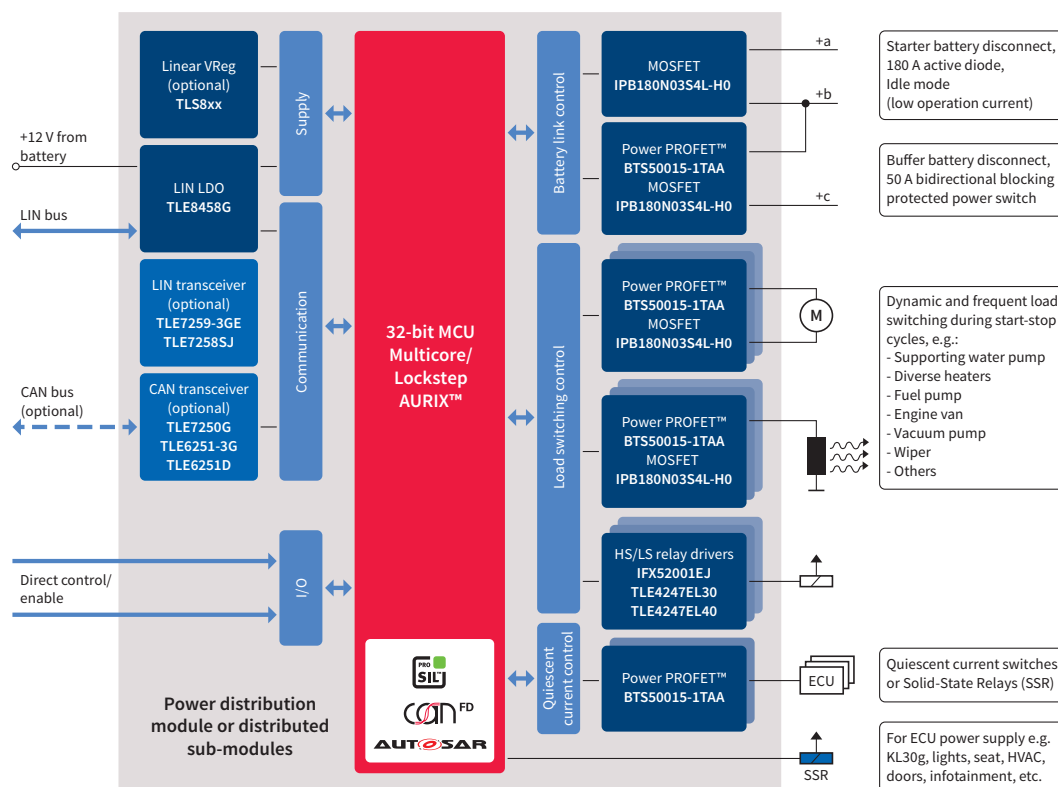 +12 V from
battery
LIN bus
CAN bus
(optional)
Direct control/
enable
Linear VReg
(optional)
TLS8xx
LIN LDO
TLE8458G
LIN transceiver
(optional)
TLE7259-3GE
TLE7258SJ
CAN transceiver
(optional)
TLE7250G
TLE6251-3G
TLE6251D
Supply
Communication
I/O
Power distribution
module or distributed
sub-modules
32-bit MCU
Multicore/
Lockstep
AURIX™
PRO
SIL
CAN FD
AUTOSAR
Battery link control
Load switching control
Quiescent
current control
MOSFET
IPB180N03S4L-H0
Power PROFET™
BTS50015-1TAA
MOSFET
IPB180N03S4L-H0
Power PROFET™
BTS50015-1TAA
MOSFET
IPB180N03S4L-H0
Power PROFET™
BTS50015-1TAA
MOSFET
IPB180N03S4L-H0
HS/LS relay drivers
IFX52001EJ
TLE4247EL30
TLE4247EL40
Power PROFET™
BTS50015-1TAA
+a
+b
+c
M
ECU
SSR
Starter battery disconnect,
180 A active diode,
Idle mode
(low operation current)
Buffer battery disconnect,
50 A bidirectional blocking
protected power switch
Dynamic and frequent load
switching during start-stop
cycles, e.g.:
- Supporting water pump
- Diverse heaters
- Fuel pump
- Engine van
- Vacuum pump
- Wiper
- Others
Quiescent current switches
or Solid-State Relays (SSR)
For ECU power supply e.g.
KL30g, lights, seat, HVAC,
doors, infotainment, etc.